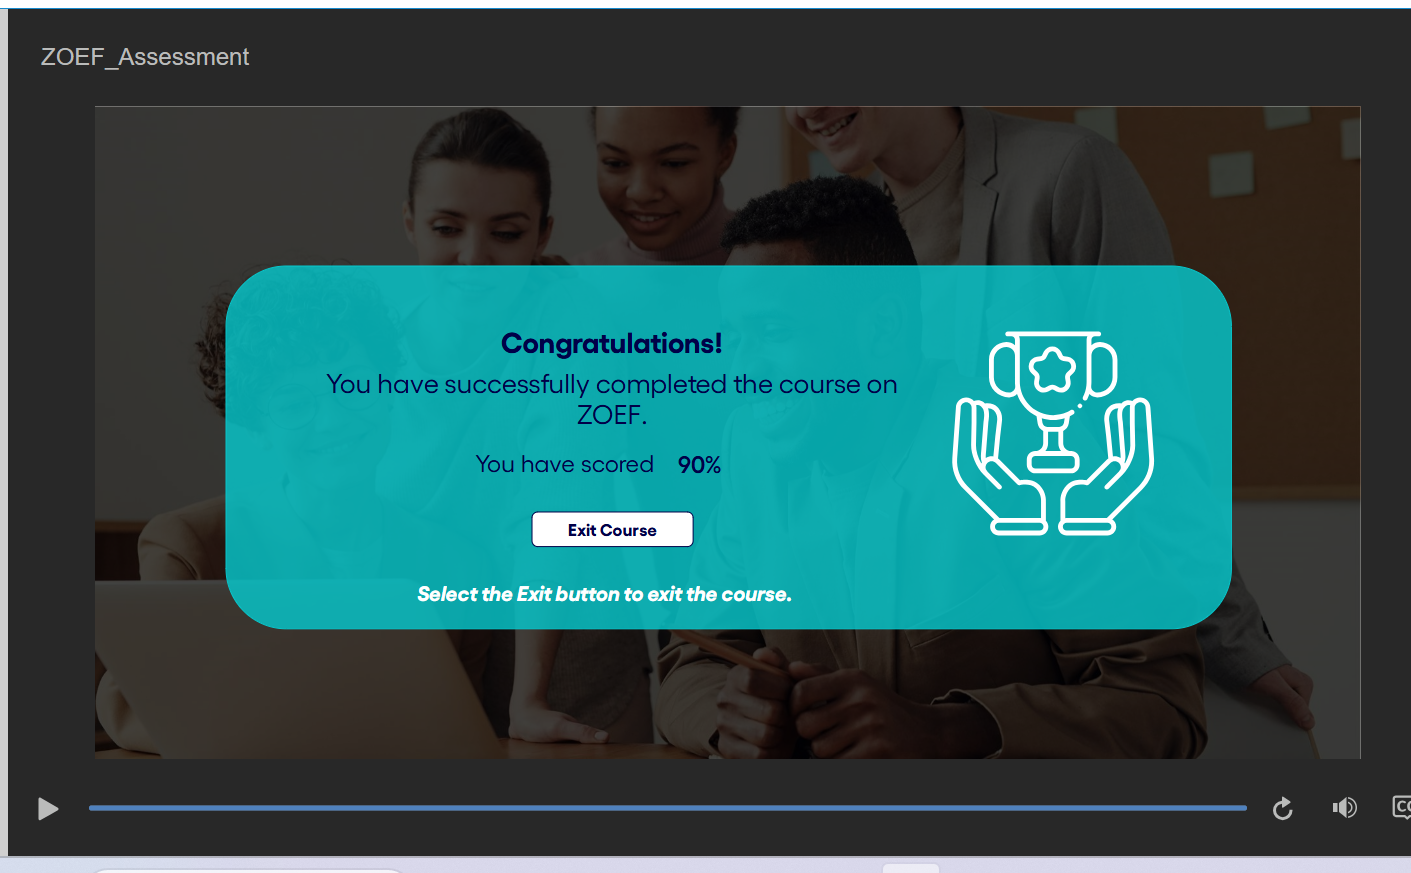 ZOEF_Assessment
Congratulations!
You have successfully completed the course on
ZOEF.
You have scored 90%
Exit Course
Select the Exit button to exit the course.